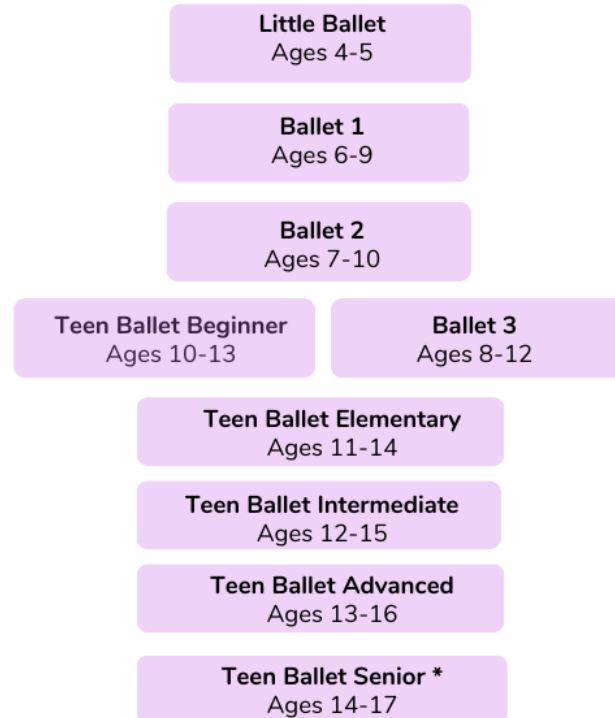 Little Ballet
Ages 4-5
Ballet 1
Ages 6-9
Ballet 2
Ages 7-10
Teen Ballet Beginner
Ages 10-13
Ballet 3
Ages 8-12
Teen Ballet Elementary
Ages 11-14
Teen Ballet Intermediate
Ages 12-15
Teen Ballet Advanced
Ages 13-16
Teen Ballet Senior *
Ages 14-17